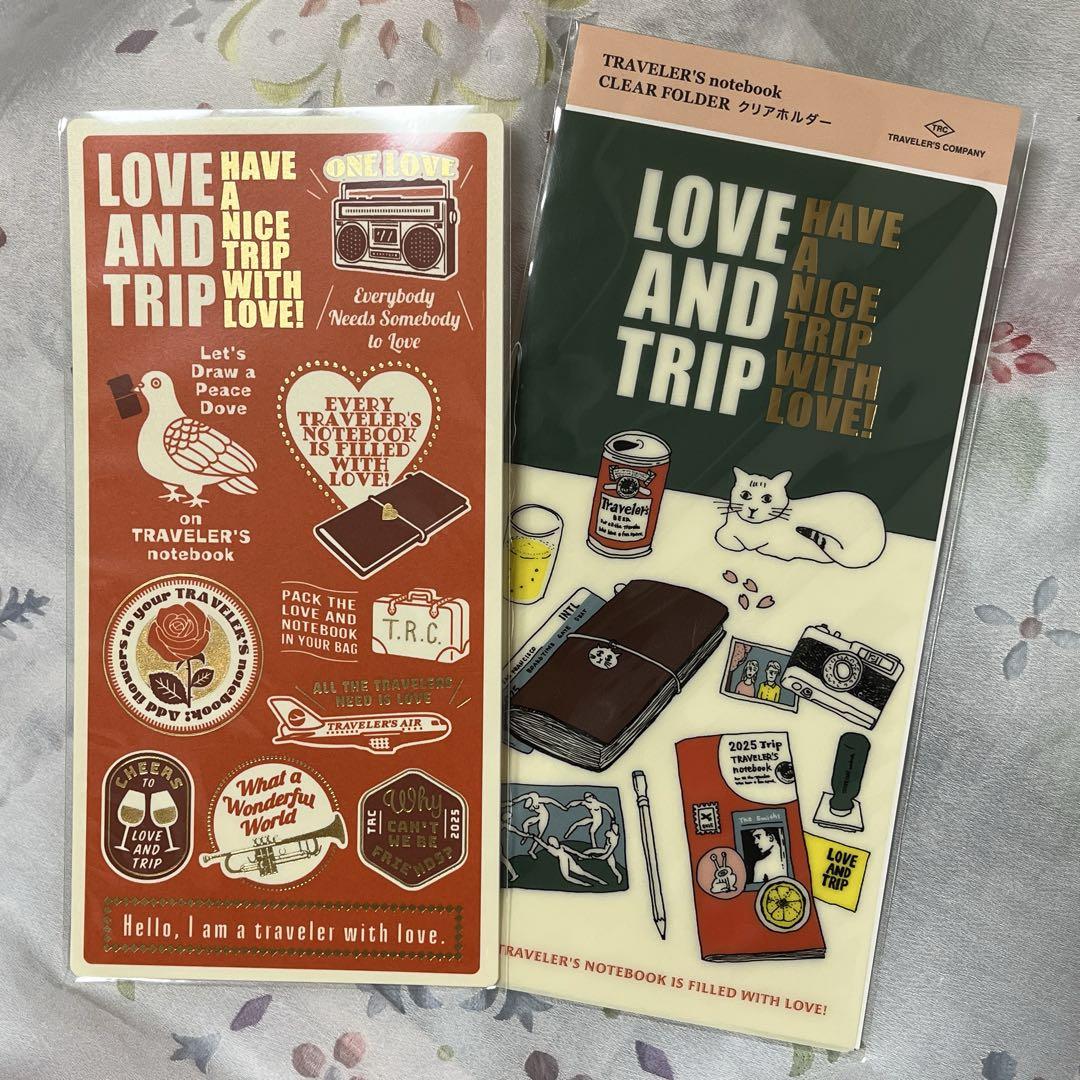 LOVE
AND
TRIP
HAVE
A
NICE
TRIP
WITH
LOVE!
ONE LOVE
Everybody
Needs Somebody
to Love
Let's
Draw a
Peace
Dove
on
TRAVELER'S
notebook
EVERY
TRAVELER'S
NOTEBOOK
IS FILLED
WITH
LOVE!
Add flowers to your TRAVELER'S notebook!
PACK THE
LOVE AND
NOTEBOOK
IN YOUR BAG
T.R.C.
ALL THE TRAVELERS
NEED IS LOVE
TRAVELER'S AIR
CHEERS
TO
LOVE
AND
TRIP
What a
Wonderful
World
TRC
Why
CAN'T
WE BE
FRIENDS?
2025
Hello, I am a traveler with love.
TRAVELER'S notebook
CLEAR FOLDER クリアホルダー
TRC
TRAVELER'S COMPANY
LOVE
AND
TRIP
HAVE
A
NICE
TRIP
WITH
LOVE!
Traveler's
BEER
INTL
2025 Trip
TRAVELER'S
notebook
The Smiths
LOVE
AND
TRIP
TRAVELER'S NOTEBOOK IS FILLED WITH LOVE!